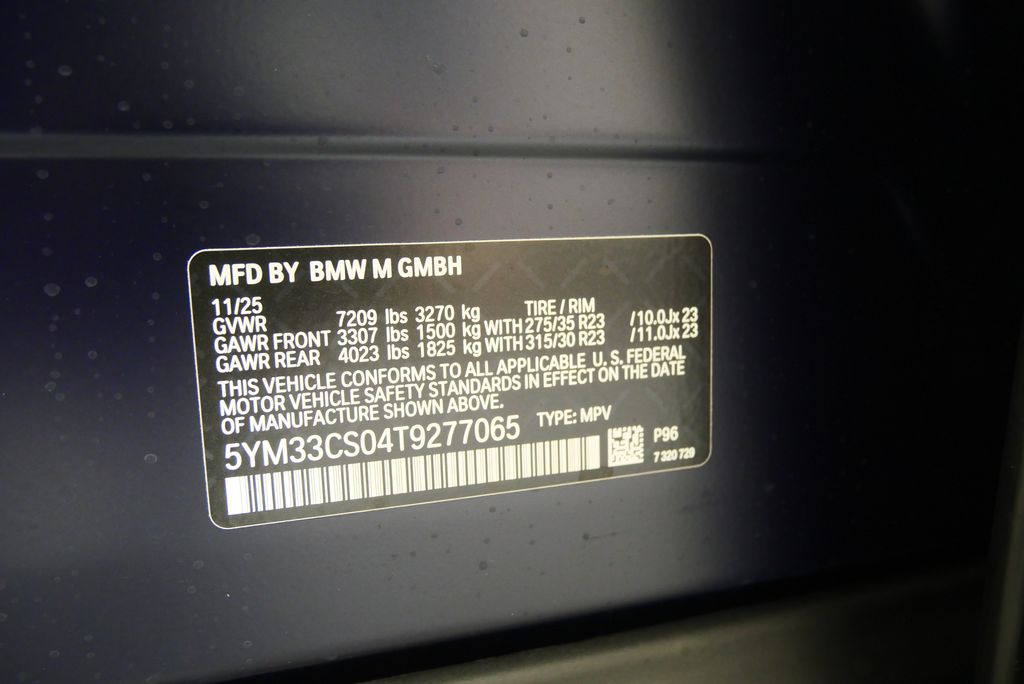 MFD BY BMW M GMBH
11/25 TIRE / RIM
GVWR 7209 lbs 3270 kg
GAWR FRONT 3307 lbs 1500 kg WITH 275/35 R23 /10.0Jx 23
GAWR REAR 4023 lbs 1825 kg WITH 315/30 R23 /11.0Jx 23
THIS VEHICLE CONFORMS TO ALL APPLICABLE U. S. FEDERAL
MOTOR VEHICLE SAFETY STANDARDS IN EFFECT ON THE DATE
OF MANUFACTURE SHOWN ABOVE.
5YM33CS04T9277065 TYPE: MPV
P96
7 320 729